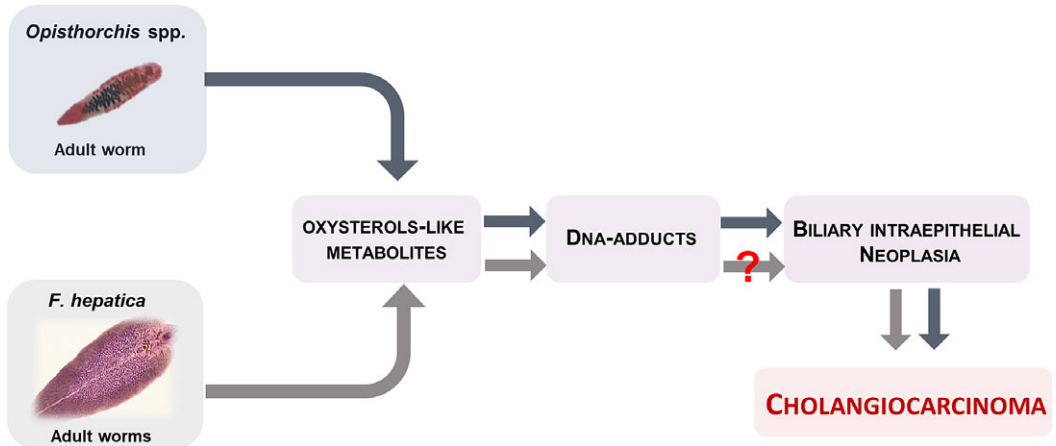 Opisthorchis spp.
Adult worm
OXYSTEROLS-LIKE
METABOLITES
DNA-ADDUCTS
BILIARY INTRAEPITHELIAL
NEOPLASIA
?
F. hepatica
Adult worms
CHOLANGIOCARCINOMA